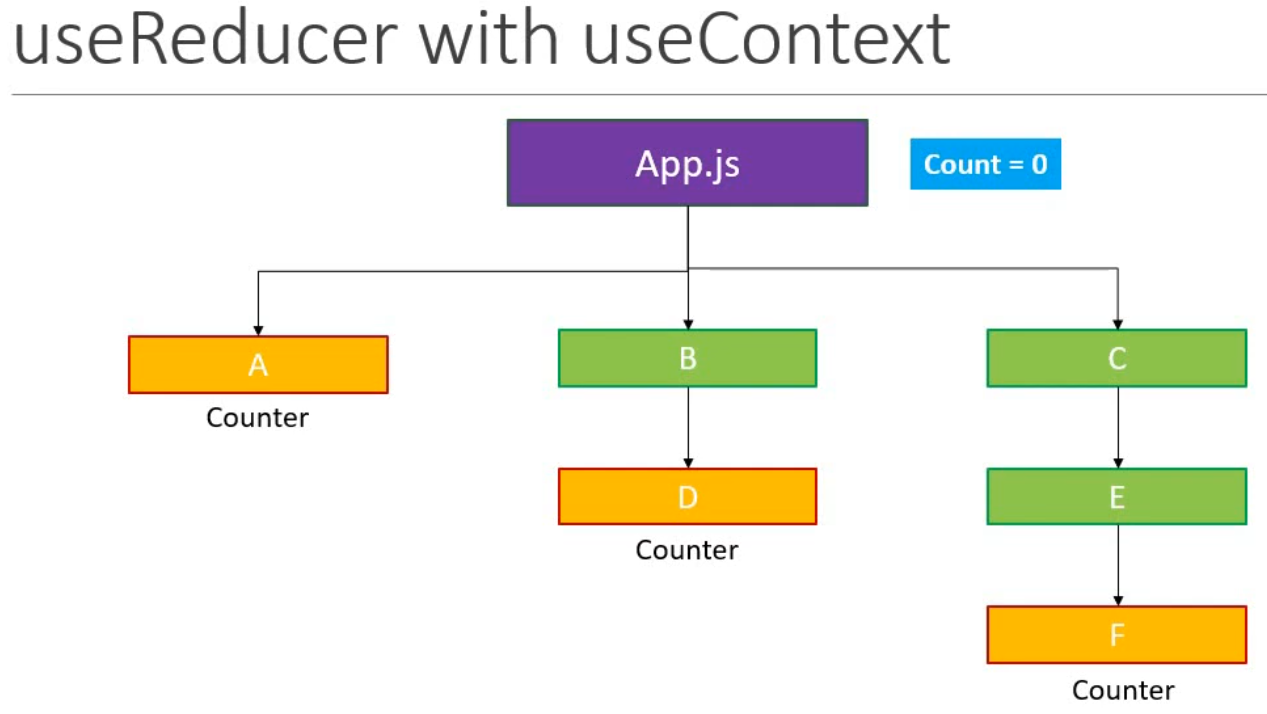 useReducer with useContext
App.js
Count = 0
A
B
C
Counter
D
E
Counter
F
Counter